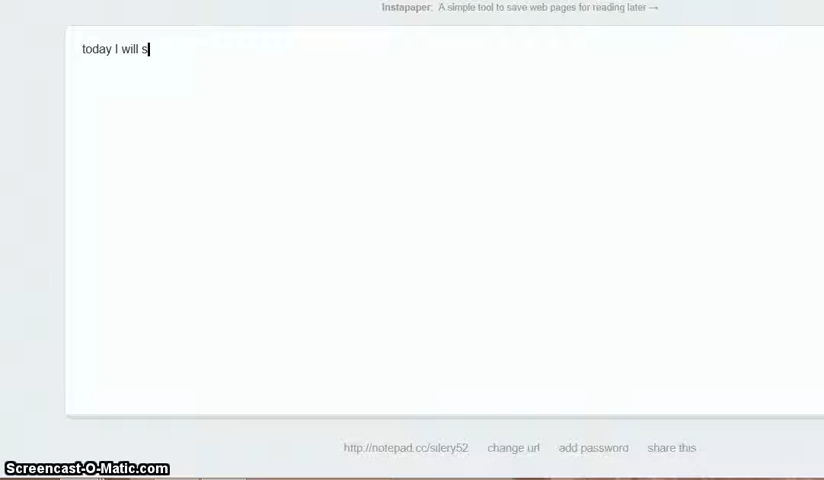 Instapaper: A simple tool to save web pages for reading later →
today I will s
http://notepad.cc/silery52 change url add password share this
Screencast-O-Matic.com